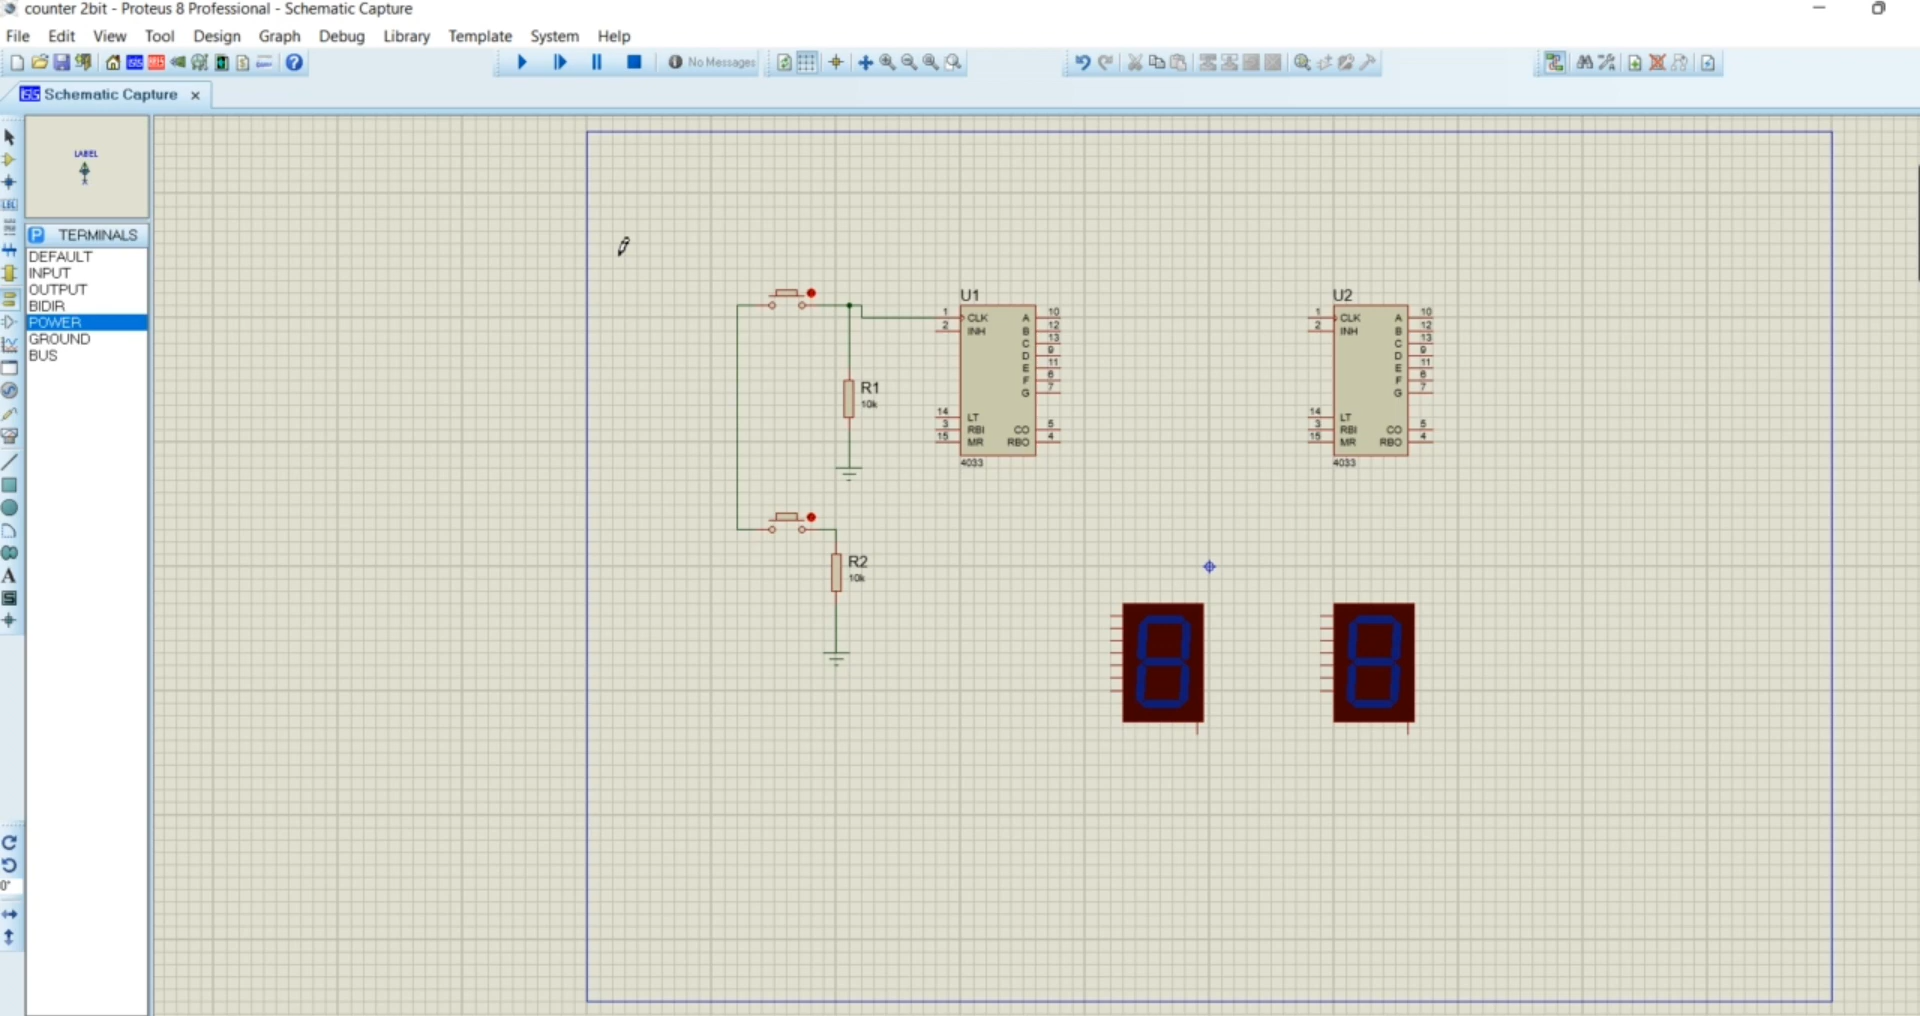 counter 2bit - Proteus 8 Professional - Schematic Capture
File Edit View Tool Design Graph Debug Library Template System Help
No Messages
Schematic Capture
LABEL
TERMINALS
DEFAULT
INPUT
OUTPUT
BIDIR
POWER
GROUND
BUS
LBL
A
S
0°
U1
1 CLK A 10
2 INH B 12
C 13
D 9
E 11
F 6
G 7
14 LT
3 RBI CO 5
15 MR RBO 4
4033
U2
1 CLK A 10
2 INH B 12
C 13
D 9
E 11
F 6
G 7
14 LT
3 RBI CO 5
15 MR RBO 4
4033
R1
10k
R2
10k